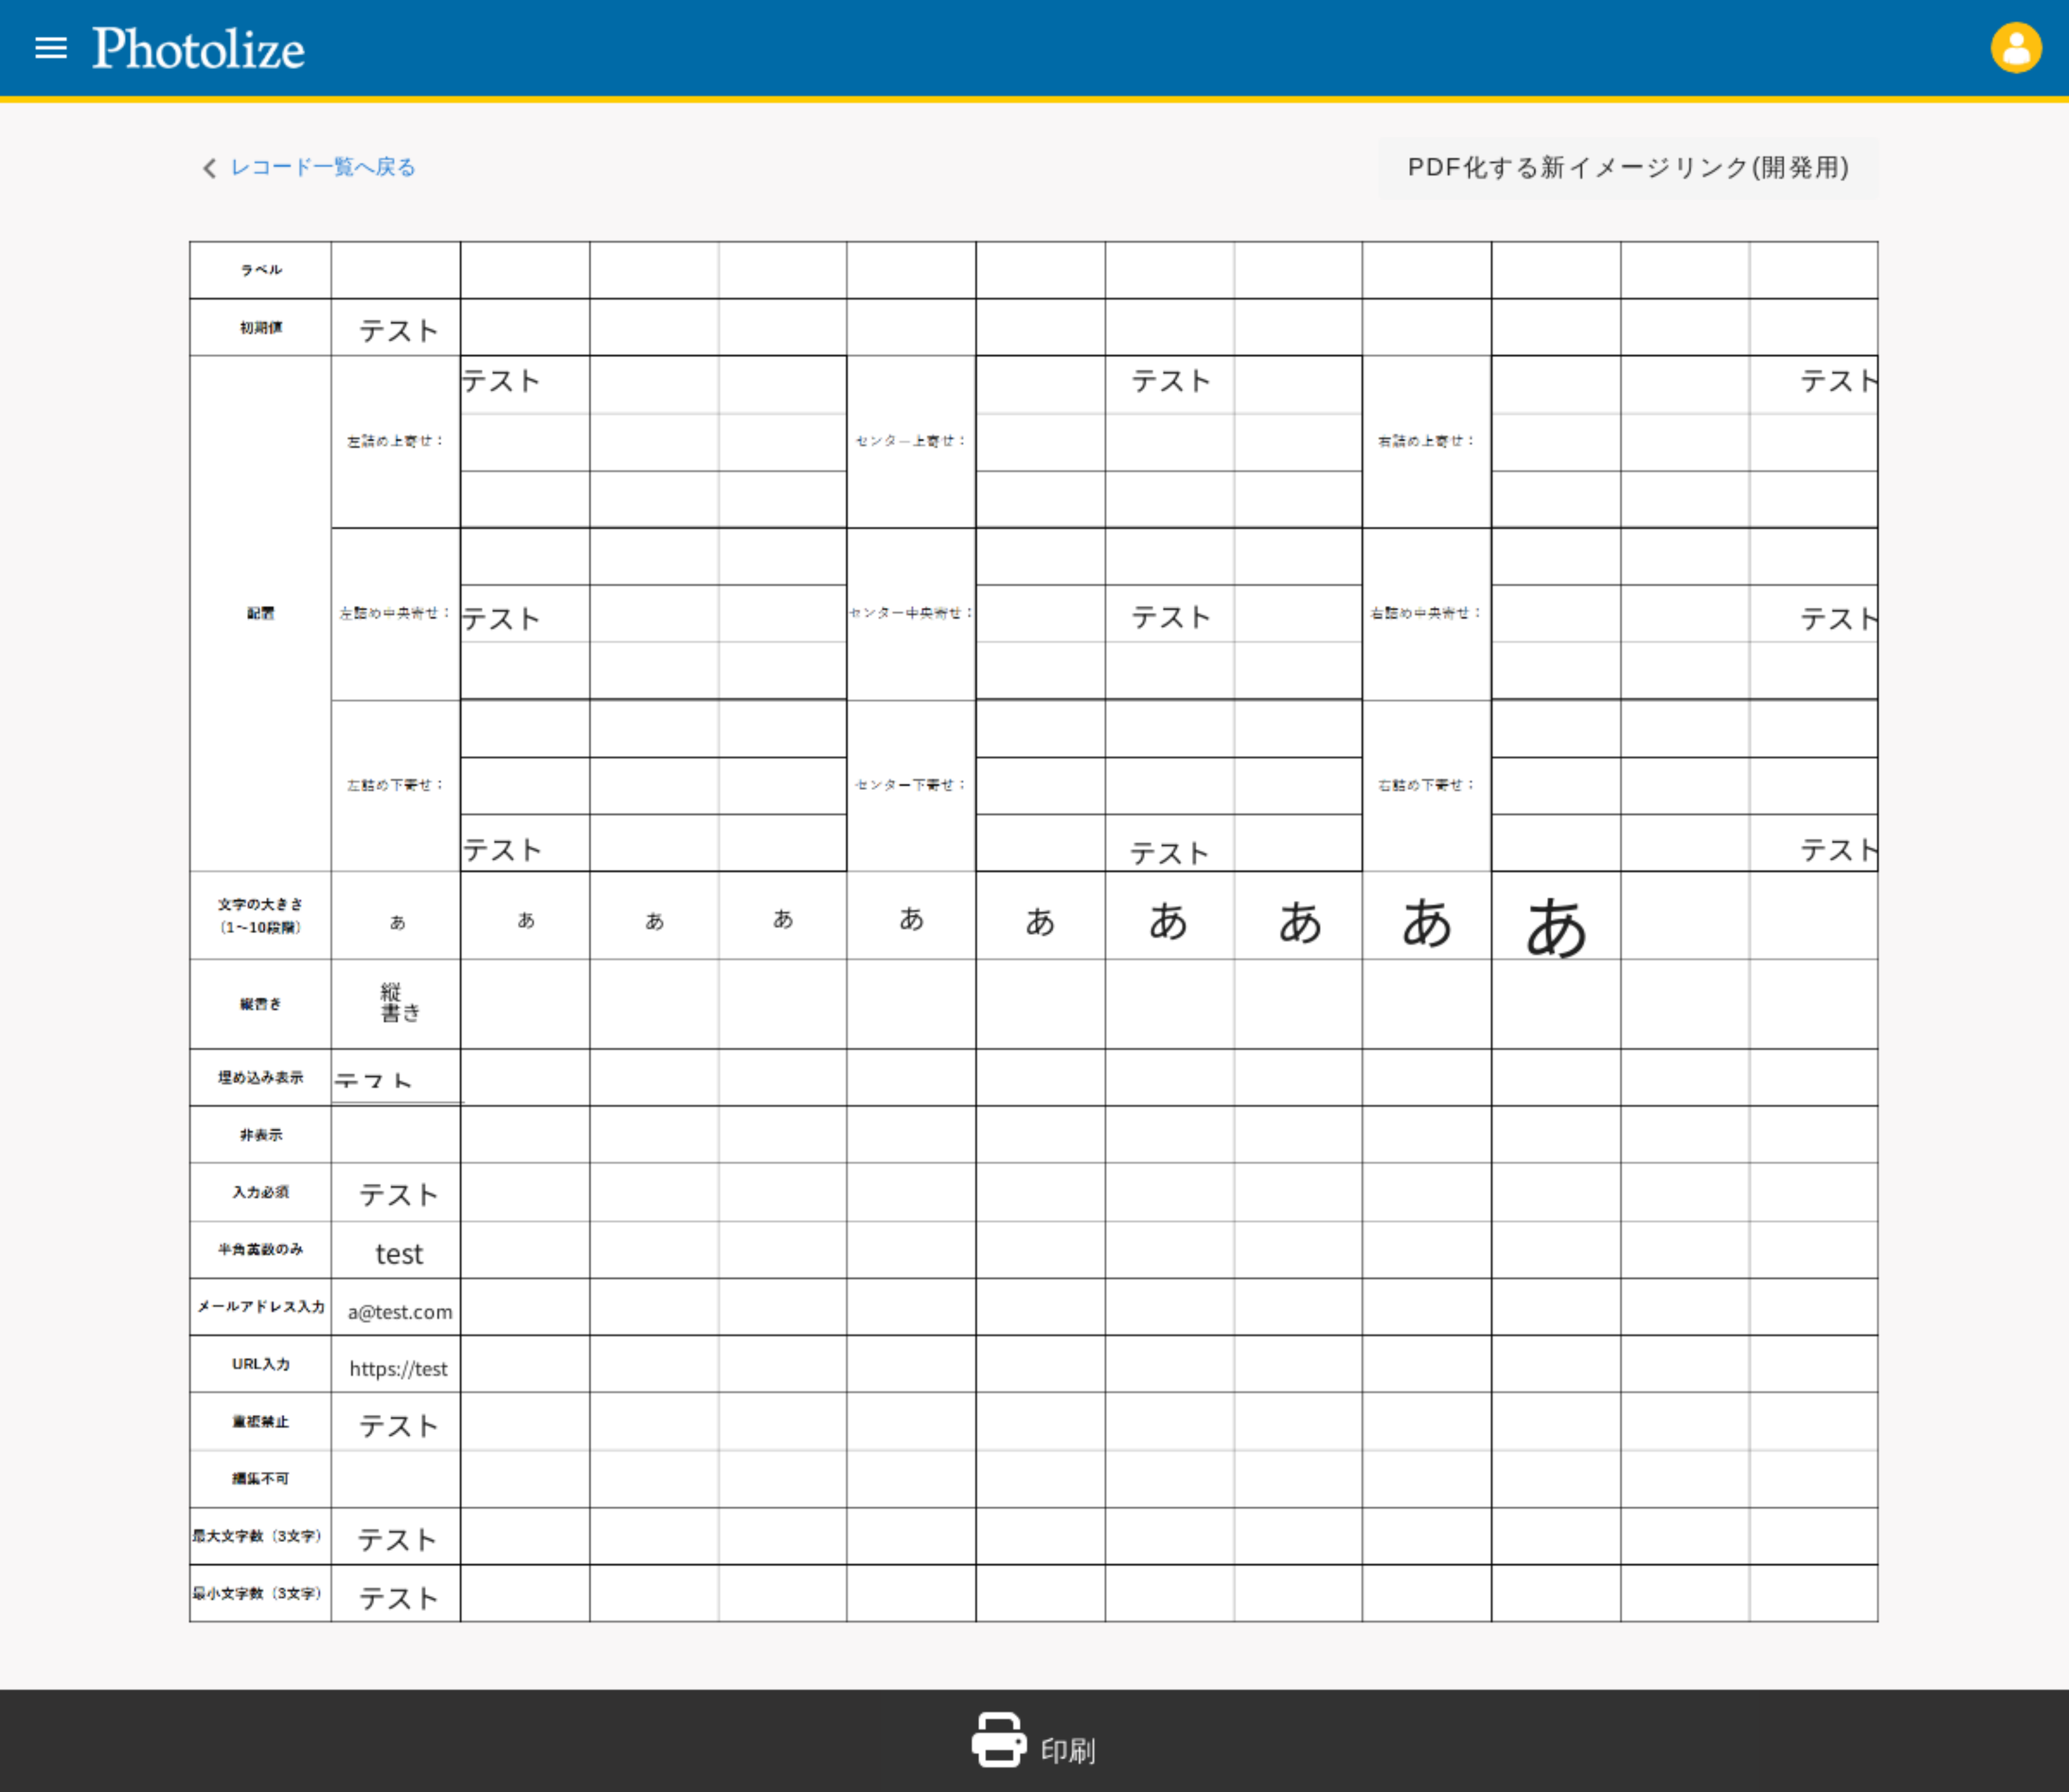 Photolize
レコード一覧へ戻る
PDF化する新イメージリンク(開発用)
ラベル
初期値 テスト
テスト テスト テスト
左詰め上寄せ： センター上寄せ：右詰め上寄せ：
配置 左詰め中央寄せ： テスト センター中央寄せ： テスト 右詰め中央寄せ： テスト
左詰め下寄せ： センター下寄せ： 右詰め下寄せ：
テスト テスト テスト
文字の大きさ
（1〜10段階） あ あ あ あ あ あ あ あ あ あ
縦書き 縦
書き
埋め込み表示 テスト
非表示
入力必須 テスト
半角英数のみ test
メールアドレス入力 a@test.com
URL入力 https://test
重複禁止 テスト
編集不可
最大文字数（3文字） テスト
最小文字数（3文字） テスト
印刷